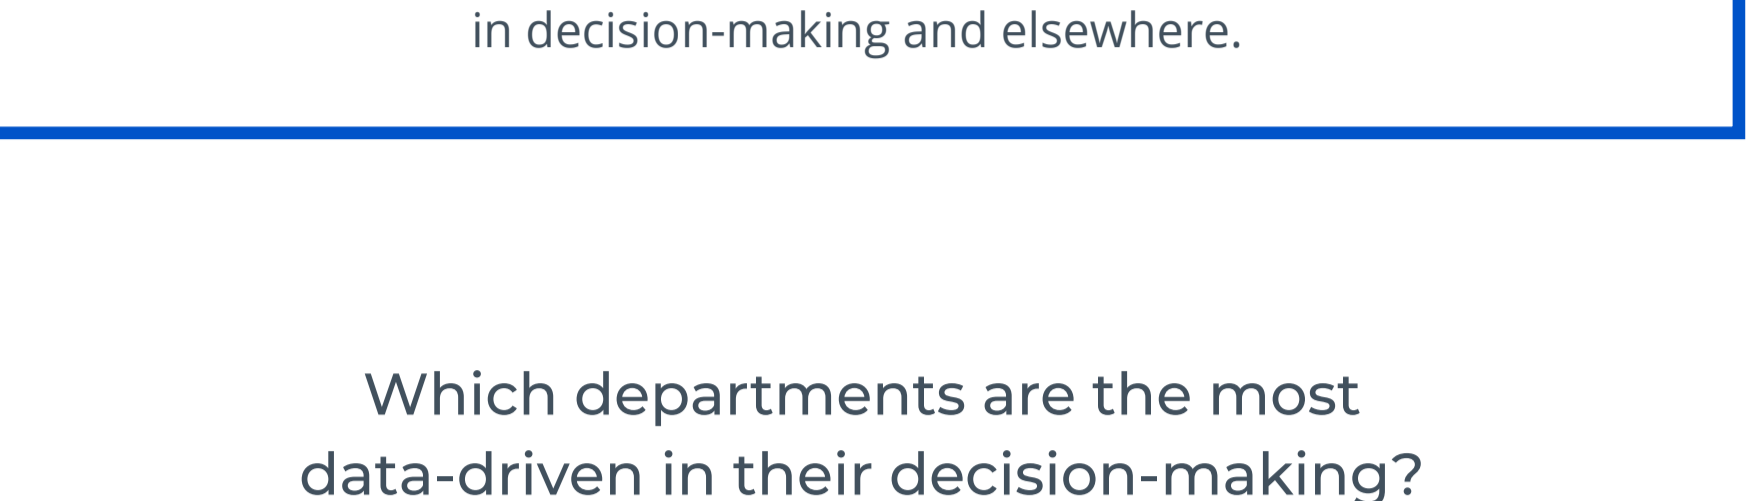 in decision-making and elsewhere.
Which departments are the most
data-driven in their decision-making?